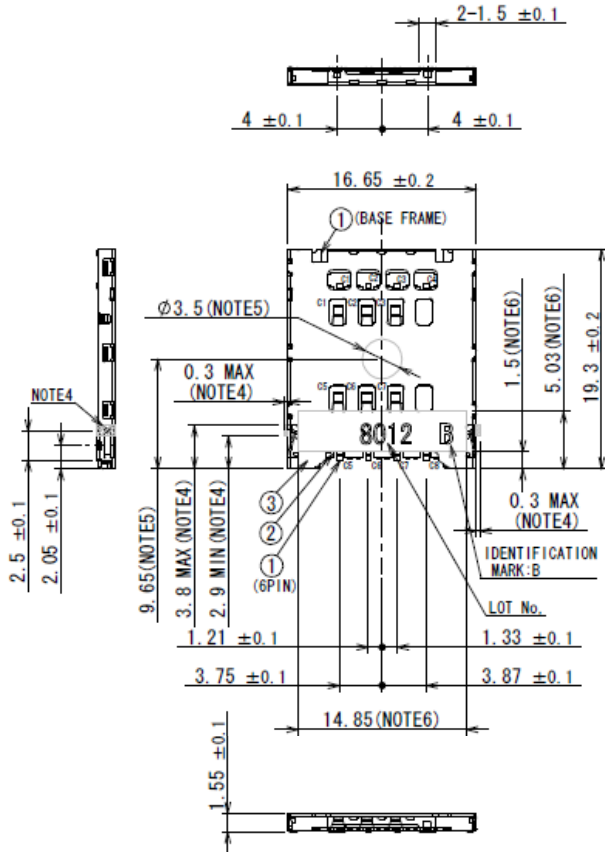 2-1.5 ±0.1
4 ±0.1
4 ±0.1
16.65 ±0.2
① (BASE FRAME)
C1 C2 C3 C4
C1 C2 C3
Ø3.5(NOTE5)
0.3 MAX
(NOTE4)
1.5(NOTE6)
5.03(NOTE6)
19.3 ±0.2
NOTE4
C5 C6 C7
8012 B
C5 C6 C7 C8
③
②
①
(6PIN)
2.5 ±0.1
2.05 ±0.1
9.65(NOTE5)
3.8 MAX(NOTE4)
2.9 MIN(NOTE4)
0.3 MAX
(NOTE4)
IDENTIFICATION
MARK:B
LOT No.
1.21 ±0.1
1.33 ±0.1
3.75 ±0.1
3.87 ±0.1
14.85(NOTE6)
1.55 ±0.1